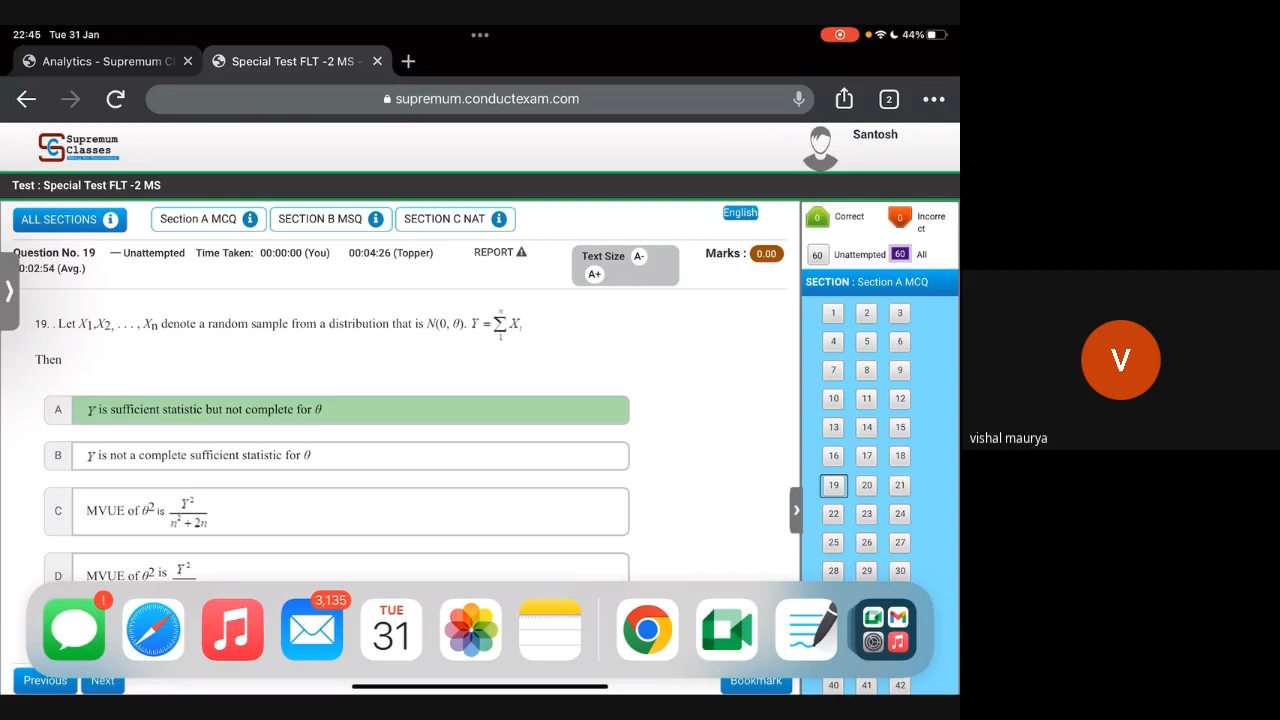 22:45 Tue 31 Jan
44%
Analytics - Supremum C
Special Test FLT -2 MS -
supremum.conductexam.com
2
Supremum
Classes
Santosh
Test : Special Test FLT -2 MS
ALL SECTIONS
Section A MCQ
SECTION B MSQ
SECTION C NAT
English
0 Correct
0 Incorre
ct
60 Unattempted
60 All
Question No. 19 — Unattempted Time Taken: 00:00:00 (You) 00:04:26 (Topper) REPORT
00:02:54 (Avg.)
Text Size A-
A+
Marks : 0.00
SECTION : Section A MCQ
19. . Let X1,X2, . . . , Xn denote a random sample from a distribution that is N(0, θ). Y = n∑1 Xi
Then
A Y is sufficient statistic but not complete for θ
B Y is not a complete sufficient statistic for θ
C MVUE of θ2 is Y² / n² + 2n
D MVUE of θ2 is Y²
1 2 3
4 5 6
7 8 9
10 11 12
13 14 15
16 17 18
19 20 21
22 23 24
25 26 27
28 29 30
40 41 42
!
3,135
TUE
31
Previous
Next
Bookmark
V
vishal maurya